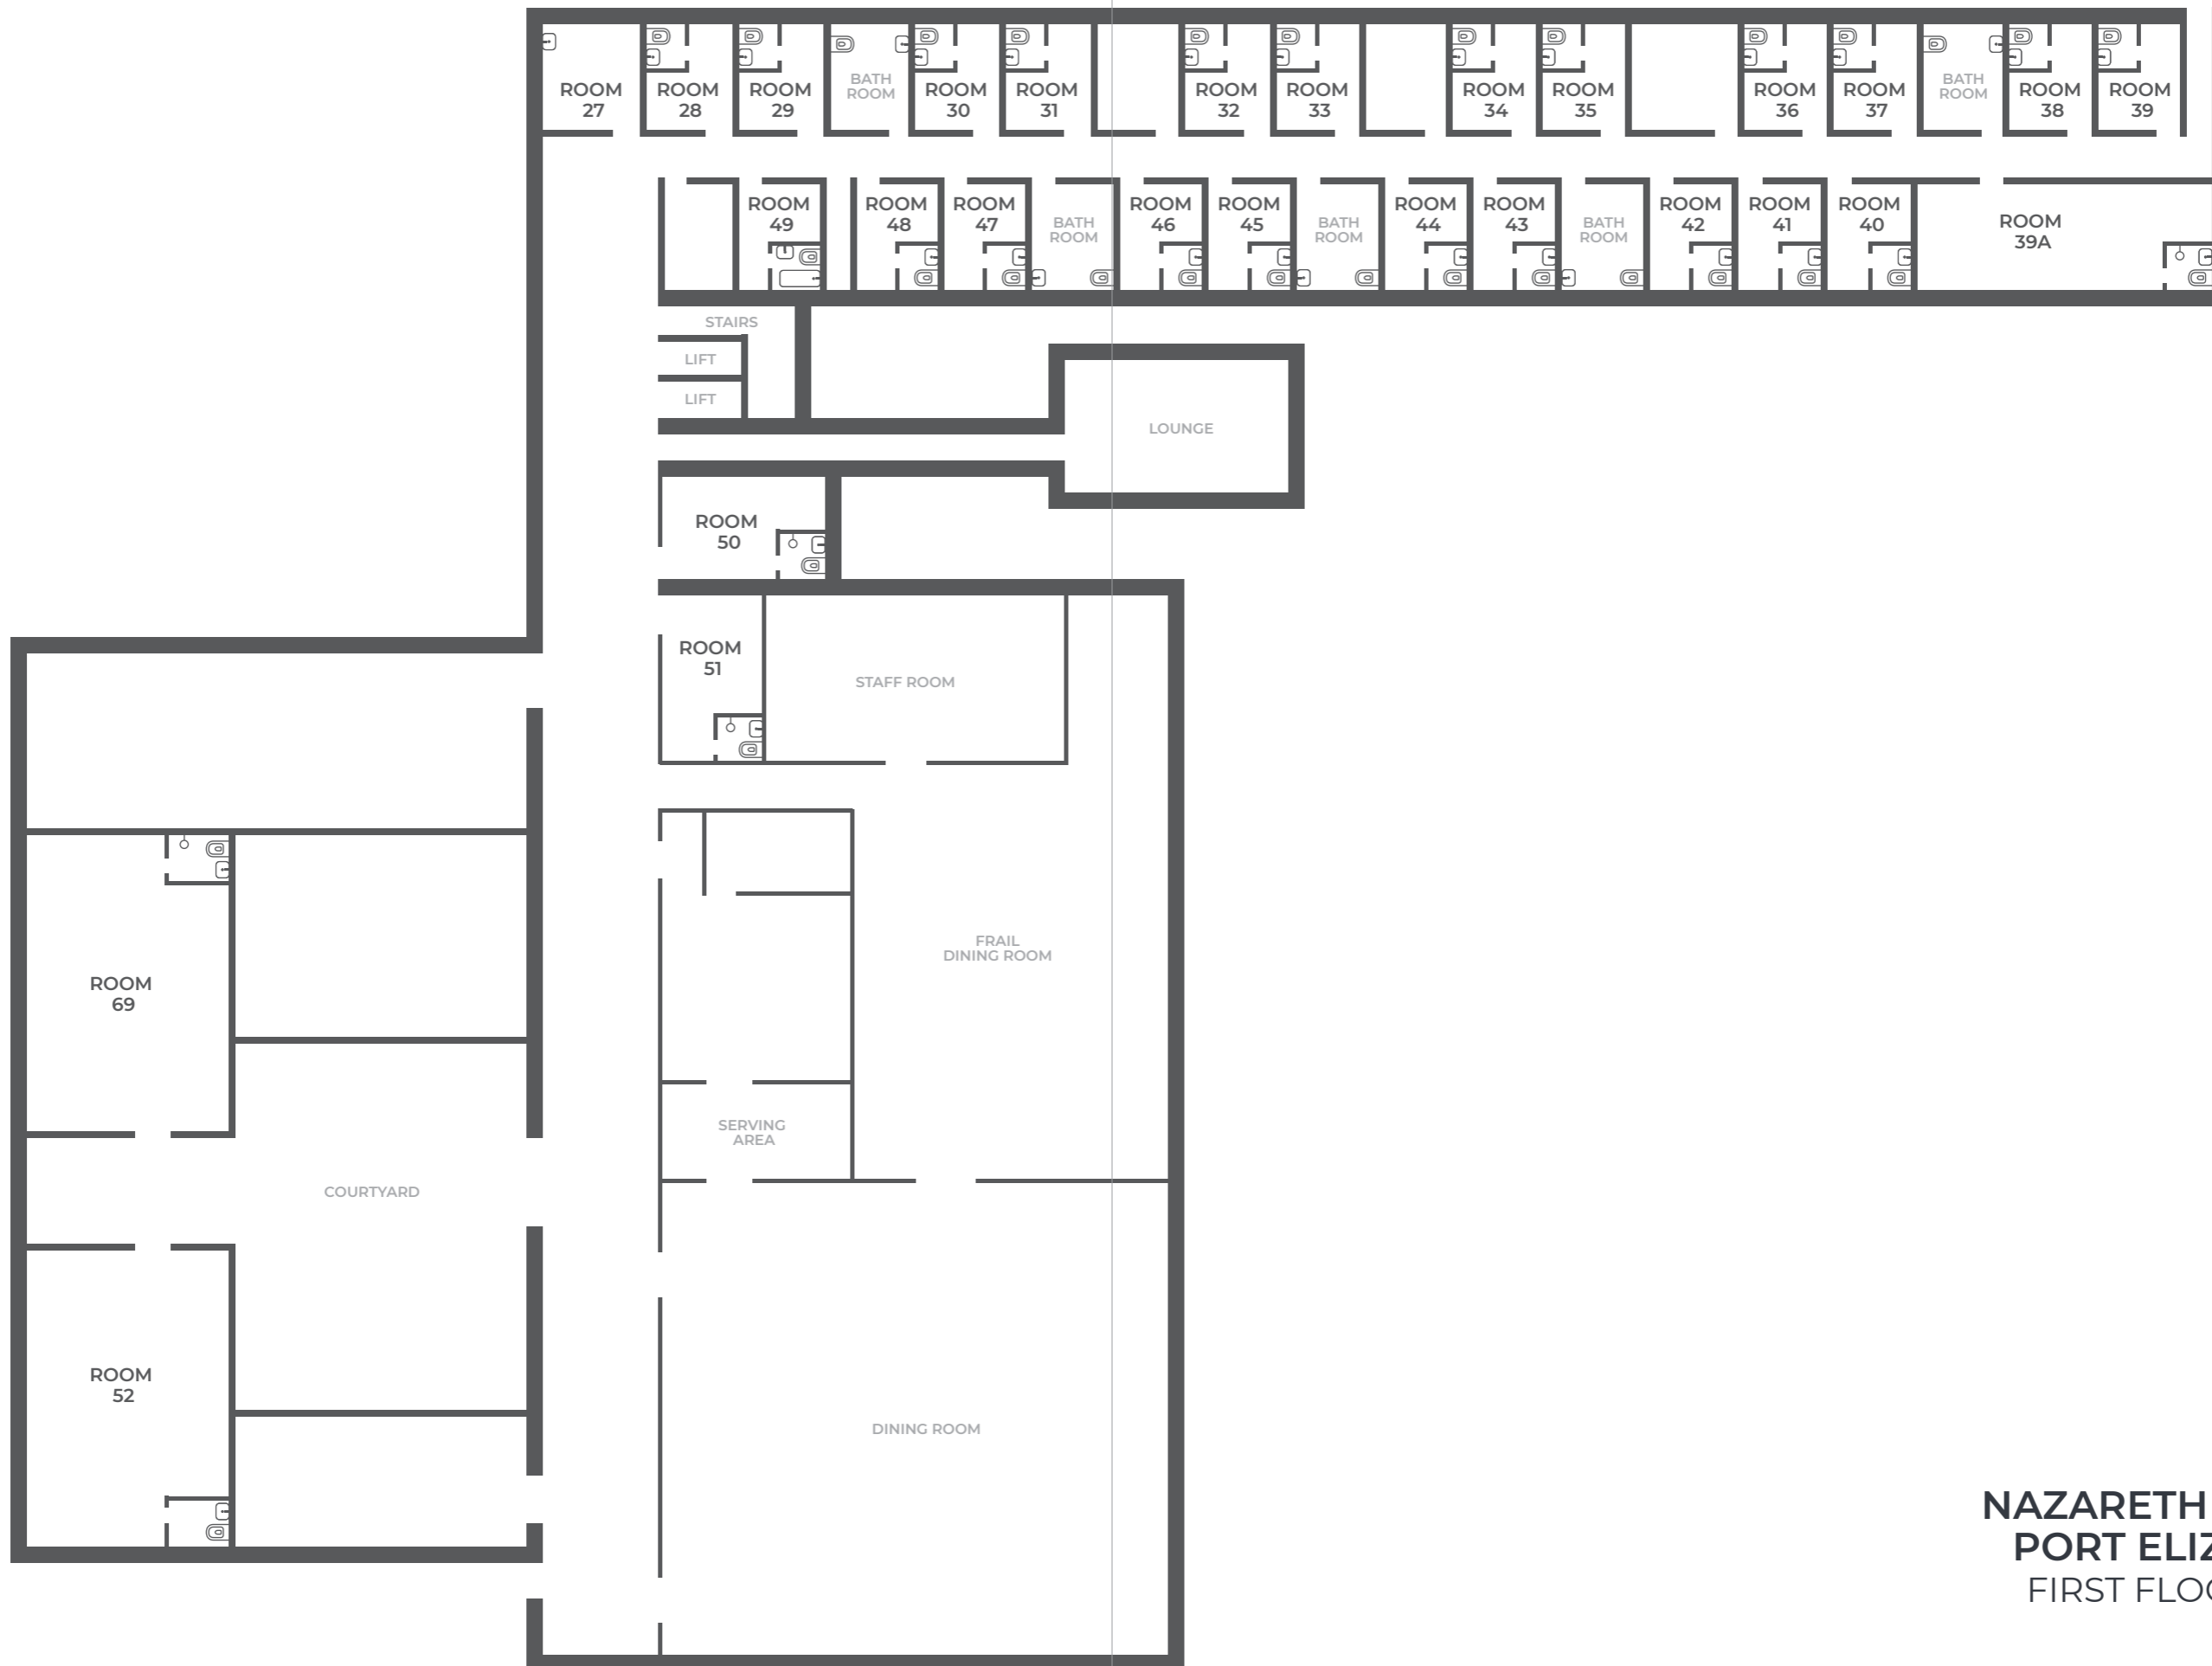 ROOM
27
ROOM
28
ROOM
29
BATH
ROOM
ROOM
30
ROOM
31
ROOM
32
ROOM
33
ROOM
34
ROOM
35
ROOM
36
ROOM
37
BATH
ROOM
ROOM
38
ROOM
39
ROOM
49
ROOM
48
ROOM
47
BATH
ROOM
ROOM
46
ROOM
45
BATH
ROOM
ROOM
44
ROOM
43
BATH
ROOM
ROOM
42
ROOM
41
ROOM
40
ROOM
39A
STAIRS
LIFT
LIFT
LOUNGE
ROOM
50
ROOM
51
STAFF ROOM
FRAIL
DINING ROOM
ROOM
69
SERVING
AREA
COURTYARD
ROOM
52
DINING ROOM
NAZARETH
PORT ELIZ
FIRST FLOO